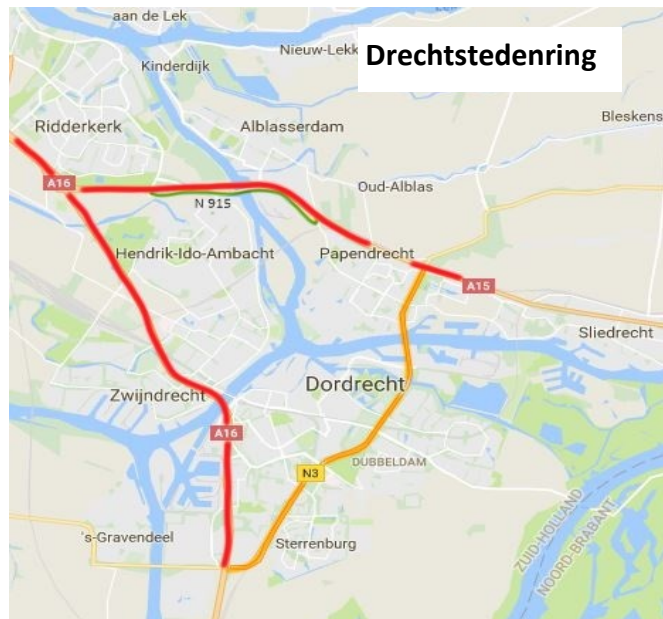 aan de Lek
Nieuw-Lekk
Drechtstedenring
Kinderdijk
Ridderkerk
Alblasserdam
Bleskens
A16
Oud-Alblas
N 915
Hendrik-Ido-Ambacht
Papendrecht
A15
Sliedrecht
Zwijndrecht
Dordrecht
A16
DUBBELDAM
N3
's-Gravendeel
Sterrenburg
ZUID-HOLLAND
NOORD-BRABANT